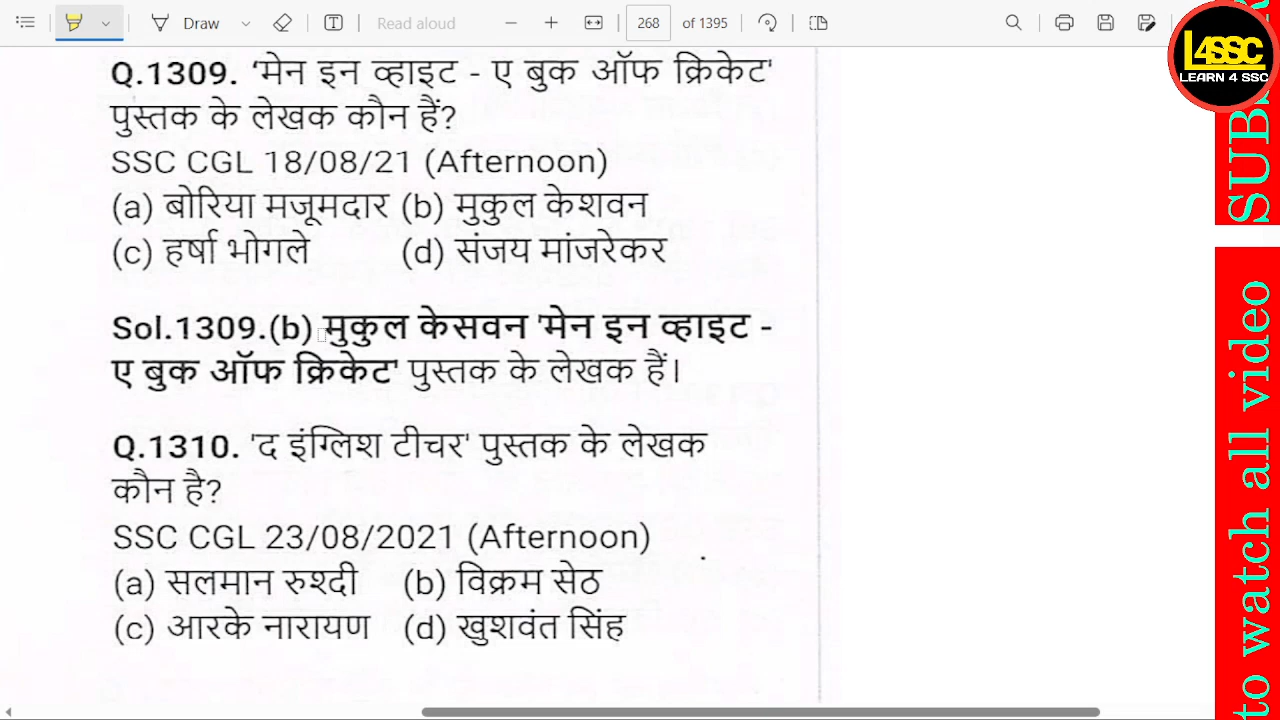 Draw
Read aloud
268 of 1395
L4SSC
LEARN 4 SSC
Q.1309. 'मेन इन व्हाइट - ए बुक ऑफ क्रिकेट'
पुस्तक के लेखक कौन हैं?
SSC CGL 18/08/21 (Afternoon)
(a) बोरिया मजूमदार (b) मुकुल केशवन
(c) हर्षा भोगले (d) संजय मांजरेकर
Sol.1309.(b) मुकुल केसवन 'मेन इन व्हाइट -
ए बुक ऑफ क्रिकेट' पुस्तक के लेखक हैं।
Q.1310. 'द इंग्लिश टीचर' पुस्तक के लेखक
कौन है?
SSC CGL 23/08/2021 (Afternoon)
(a) सलमान रुश्दी (b) विक्रम सेठ
(c) आरके नारायण (d) खुशवंत सिंह
to watch all video